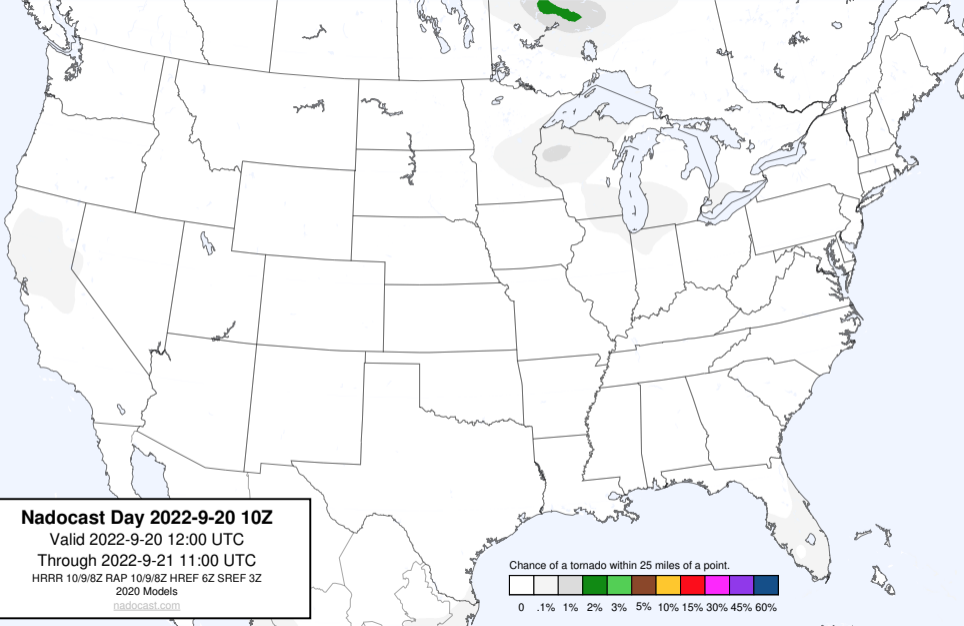 Nadocast Day 2022-9-20 10Z
Valid 2022-9-20 12:00 UTC
Through 2022-9-21 11:00 UTC
HRRR 10/9/8Z RAP 10/9/8Z HREF 6Z SREF 3Z
2020 Models
nadocast.com
Chance of a tornado within 25 miles of a point.
0 .1% 1% 2% 3% 5% 10% 15% 30% 45% 60%